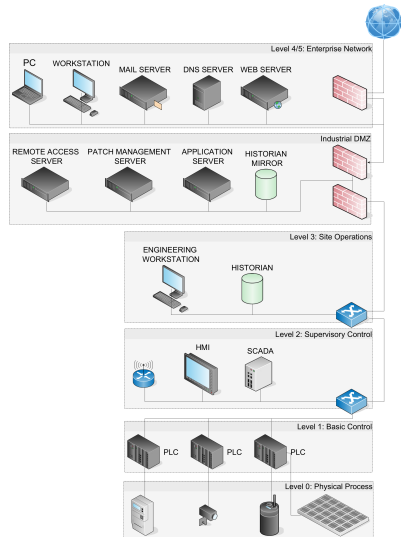 Level 4/5: Enterprise Network
PC
WORKSTATION
MAIL SERVER
DNS SERVER
WEB SERVER
Industrial DMZ
REMOTE ACCESS
SERVER
PATCH MANAGEMENT
SERVER
APPLICATION
SERVER
HISTORIAN
MIRROR
Level 3: Site Operations
ENGINEERING
WORKSTATION
HISTORIAN
Level 2: Supervisory Control
HMI
SCADA
Level 1: Basic Control
PLC
PLC
PLC
Level 0: Physical Process